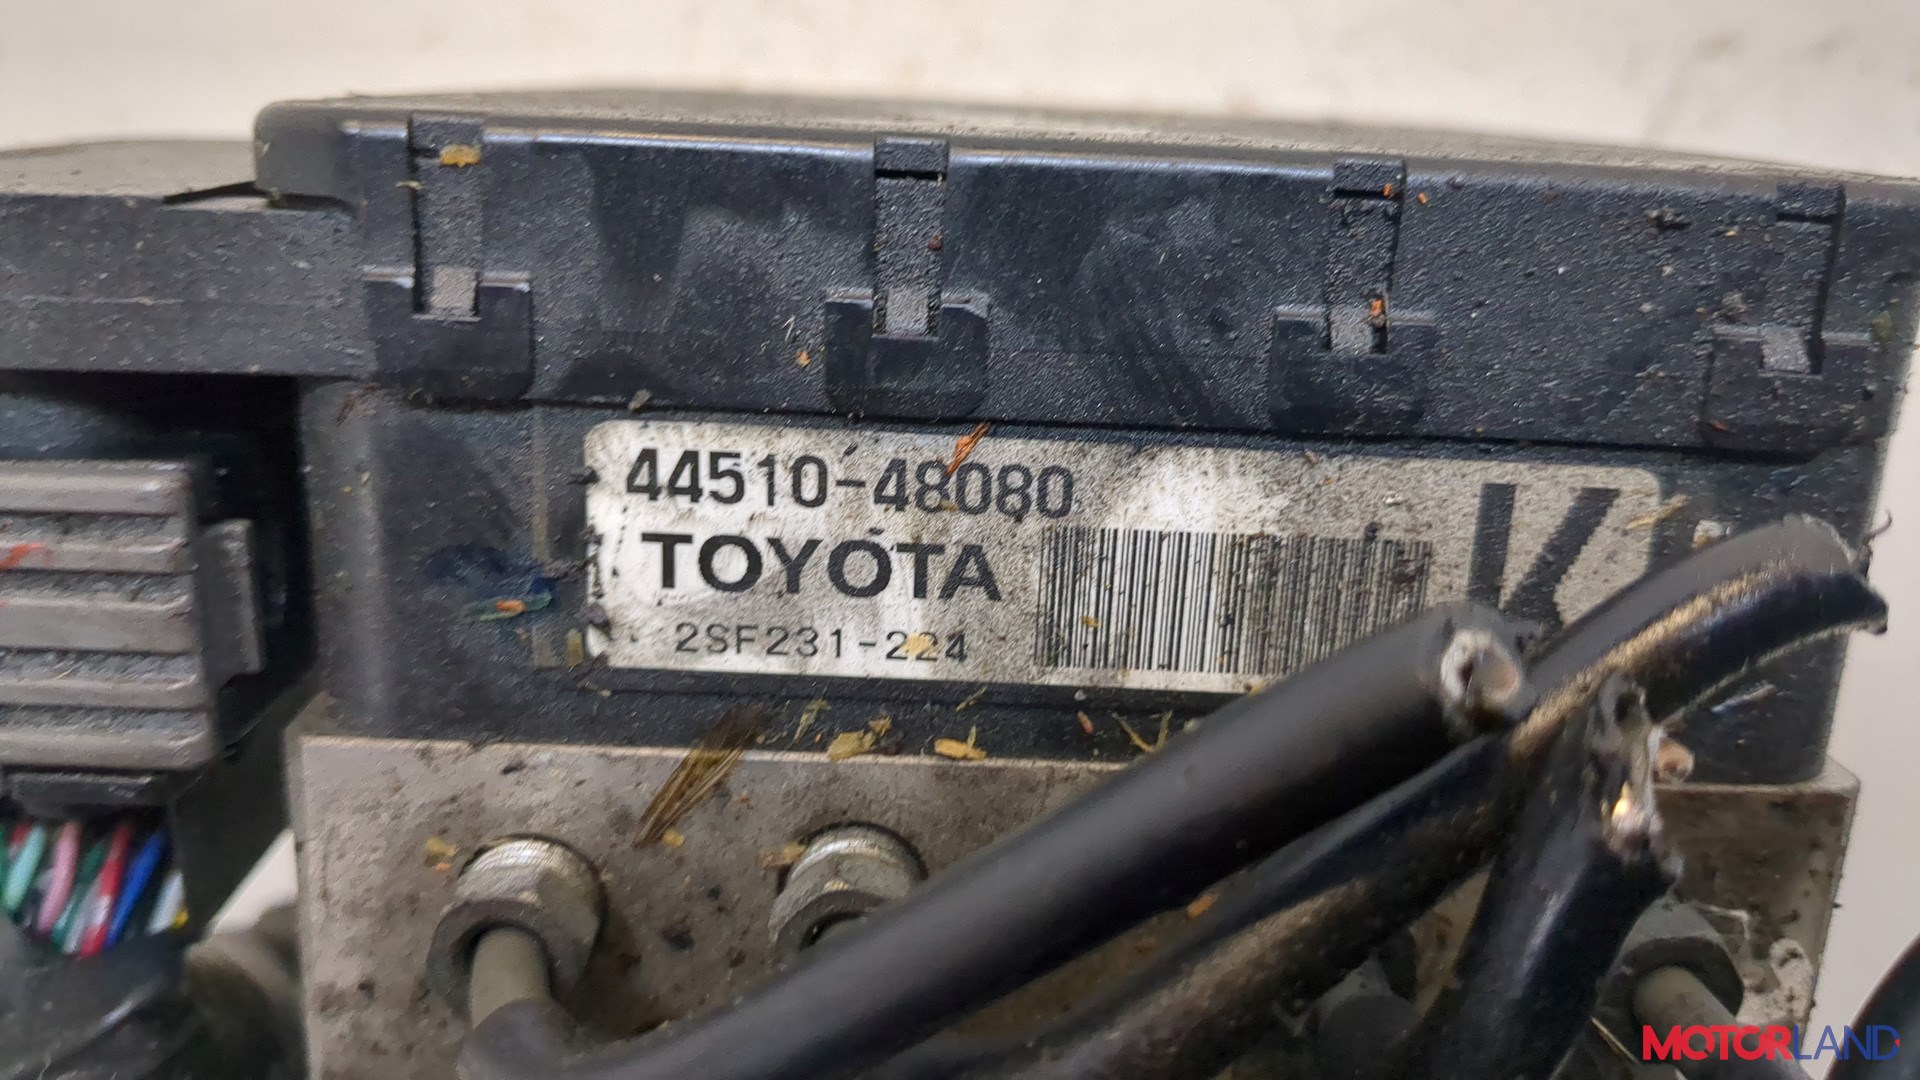 44510-48080
TOYOTA
K
2SF231-224
MOTORLAND